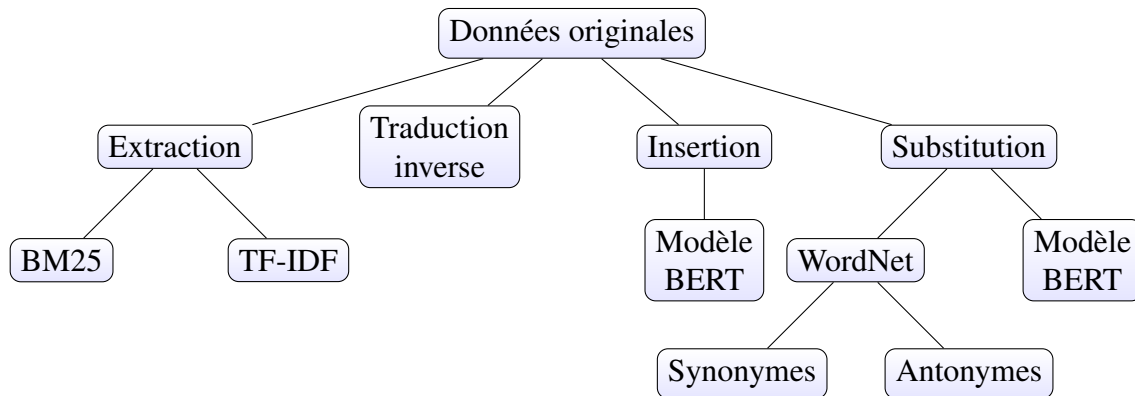 Données originales
Extraction
Traduction
inverse
Insertion
Substitution
BM25
TF-IDF
Modèle
BERT
WordNet
Modèle
BERT
Synonymes
Antonymes